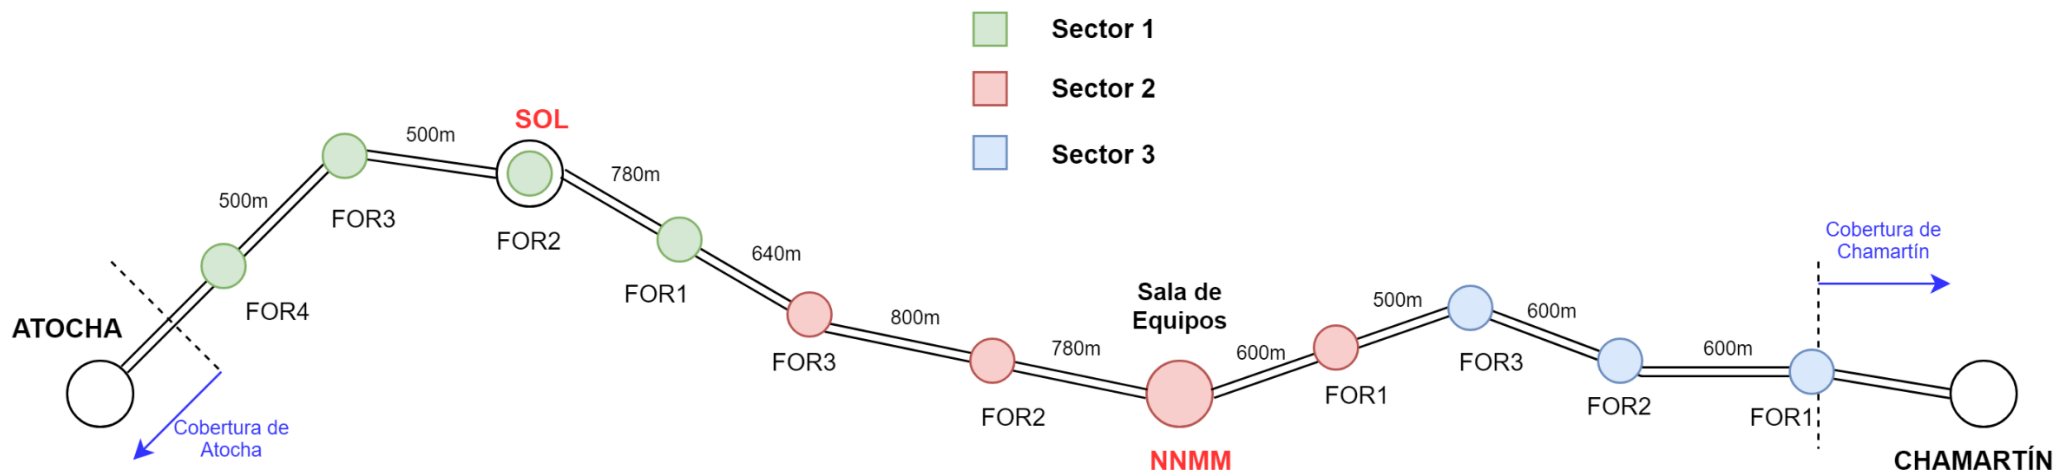 Sector 1
Sector 2
Sector 3
SOL
500m
780m
500m
FOR3
FOR2
640m
FOR1
FOR4
ATOCHA
Cobertura de
Atocha
800m
FOR3
780m
FOR2
Sala de
Equipos
NNMM
600m
FOR1
500m
FOR3
600m
FOR2
600m
FOR1
Cobertura de
Chamartín
CHAMARTÍN